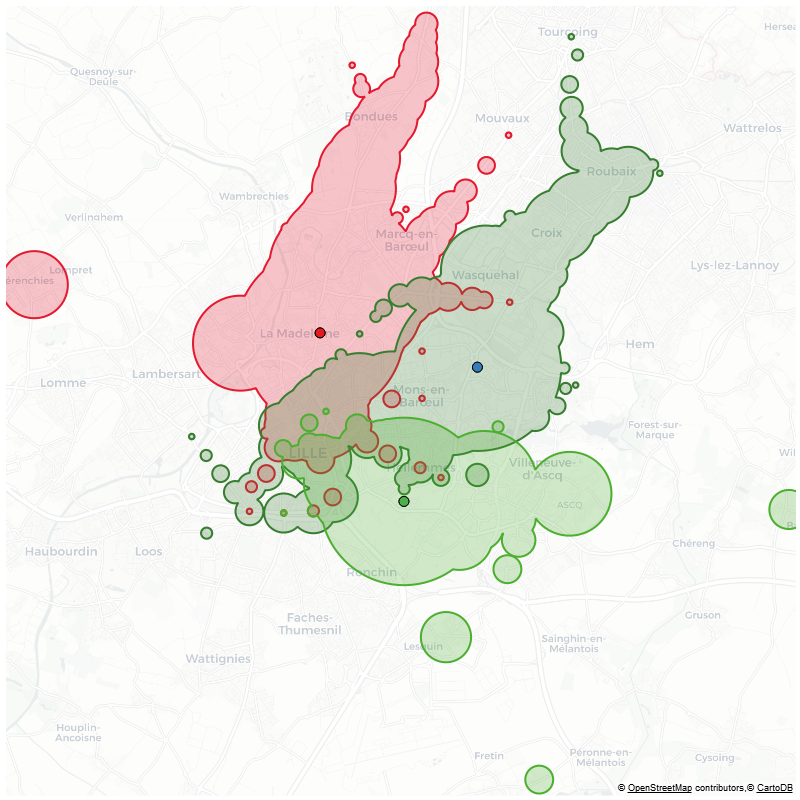 Tourcoing
Herse
Quesnoy-sur-
Deûle
Bondues
Mouvaux
Wattrelos
Roubaix
Wambrechies
Verlinghem
Marcq-en-
Barœul
Croix
Lompret
érenchies
Wasquehal
Lys-lez-Lannoy
La Madeleine
Hem
Lambersart
Lomme
Mons-en-
Barœul
Forest-sur-
Marque
LILLE
Hellemmes
Villeneuve-
d'Ascq
Wil
ASCQ
Haubourdin
Loos
Chéreng
Ronchin
Faches-
Thumesnil
Gruson
Sainghin-en-
Mélantois
Lesquin
Wattignies
Houplin-
Ancoisne
Fretin
Péronne-en-
Mélantois
Cysoing
© OpenStreetMap contributors,© CartoDB